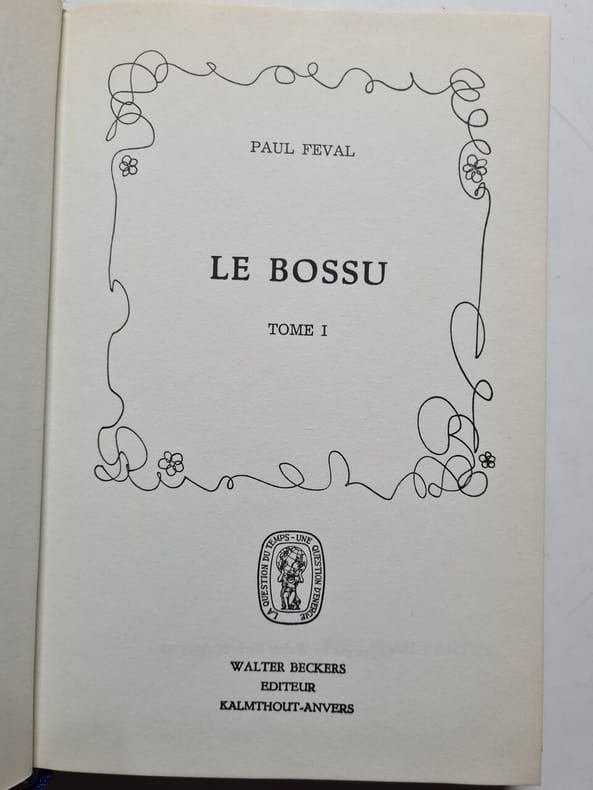 PAUL FEVAL
LE BOSSU
TOME I
LA QUESTION DU TEMPS - UNE QUESTION D'ENERGIE
WALTER BECKERS
EDITEUR
KALMTHOUT-ANVERS